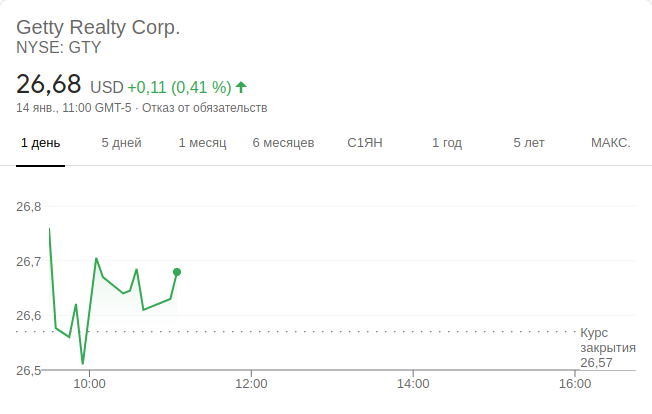 Getty Realty Corp.
NYSE: GTY
26,68 USD +0,11 (0,41 %)
14 янв., 11:00 GMT-5 · Отказ от обязательств
1 день 5 дней 1 месяц 6 месяцев С1ЯН 1 год 5 лет МАКС.
26,8
26,7
26,6
26,5
Курс
закрытия
26,57
10:00 12:00 14:00 16:00